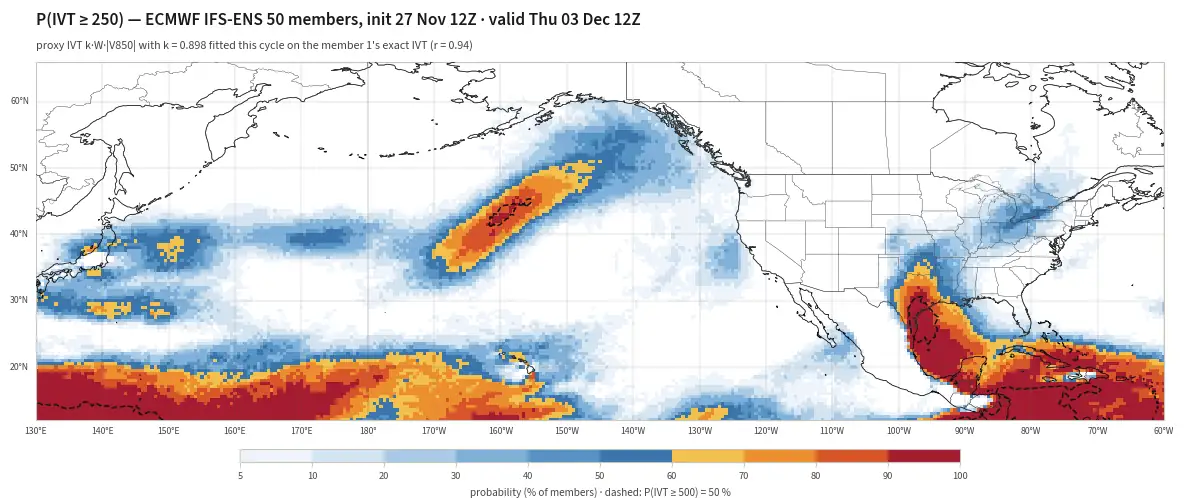 P(IVT ≥ 250) — ECMWF IFS-ENS 50 members, init 27 Nov 12Z · valid Thu 03 Dec 12Z
proxy IVT k·W·|V850| with k = 0.898 fitted this cycle on the member 1's exact IVT (r = 0.94)
60°N
50°N
40°N
30°N
20°N
130°E 140°E 150°E 160°E 170°E 180° 170°W 160°W 150°W 140°W 130°W 120°W 110°W 100°W 90°W 80°W 70°W 60°W
5 10 20 30 40 50 60 70 80 90 100
probability (% of members) · dashed: P(IVT ≥ 500) = 50 %